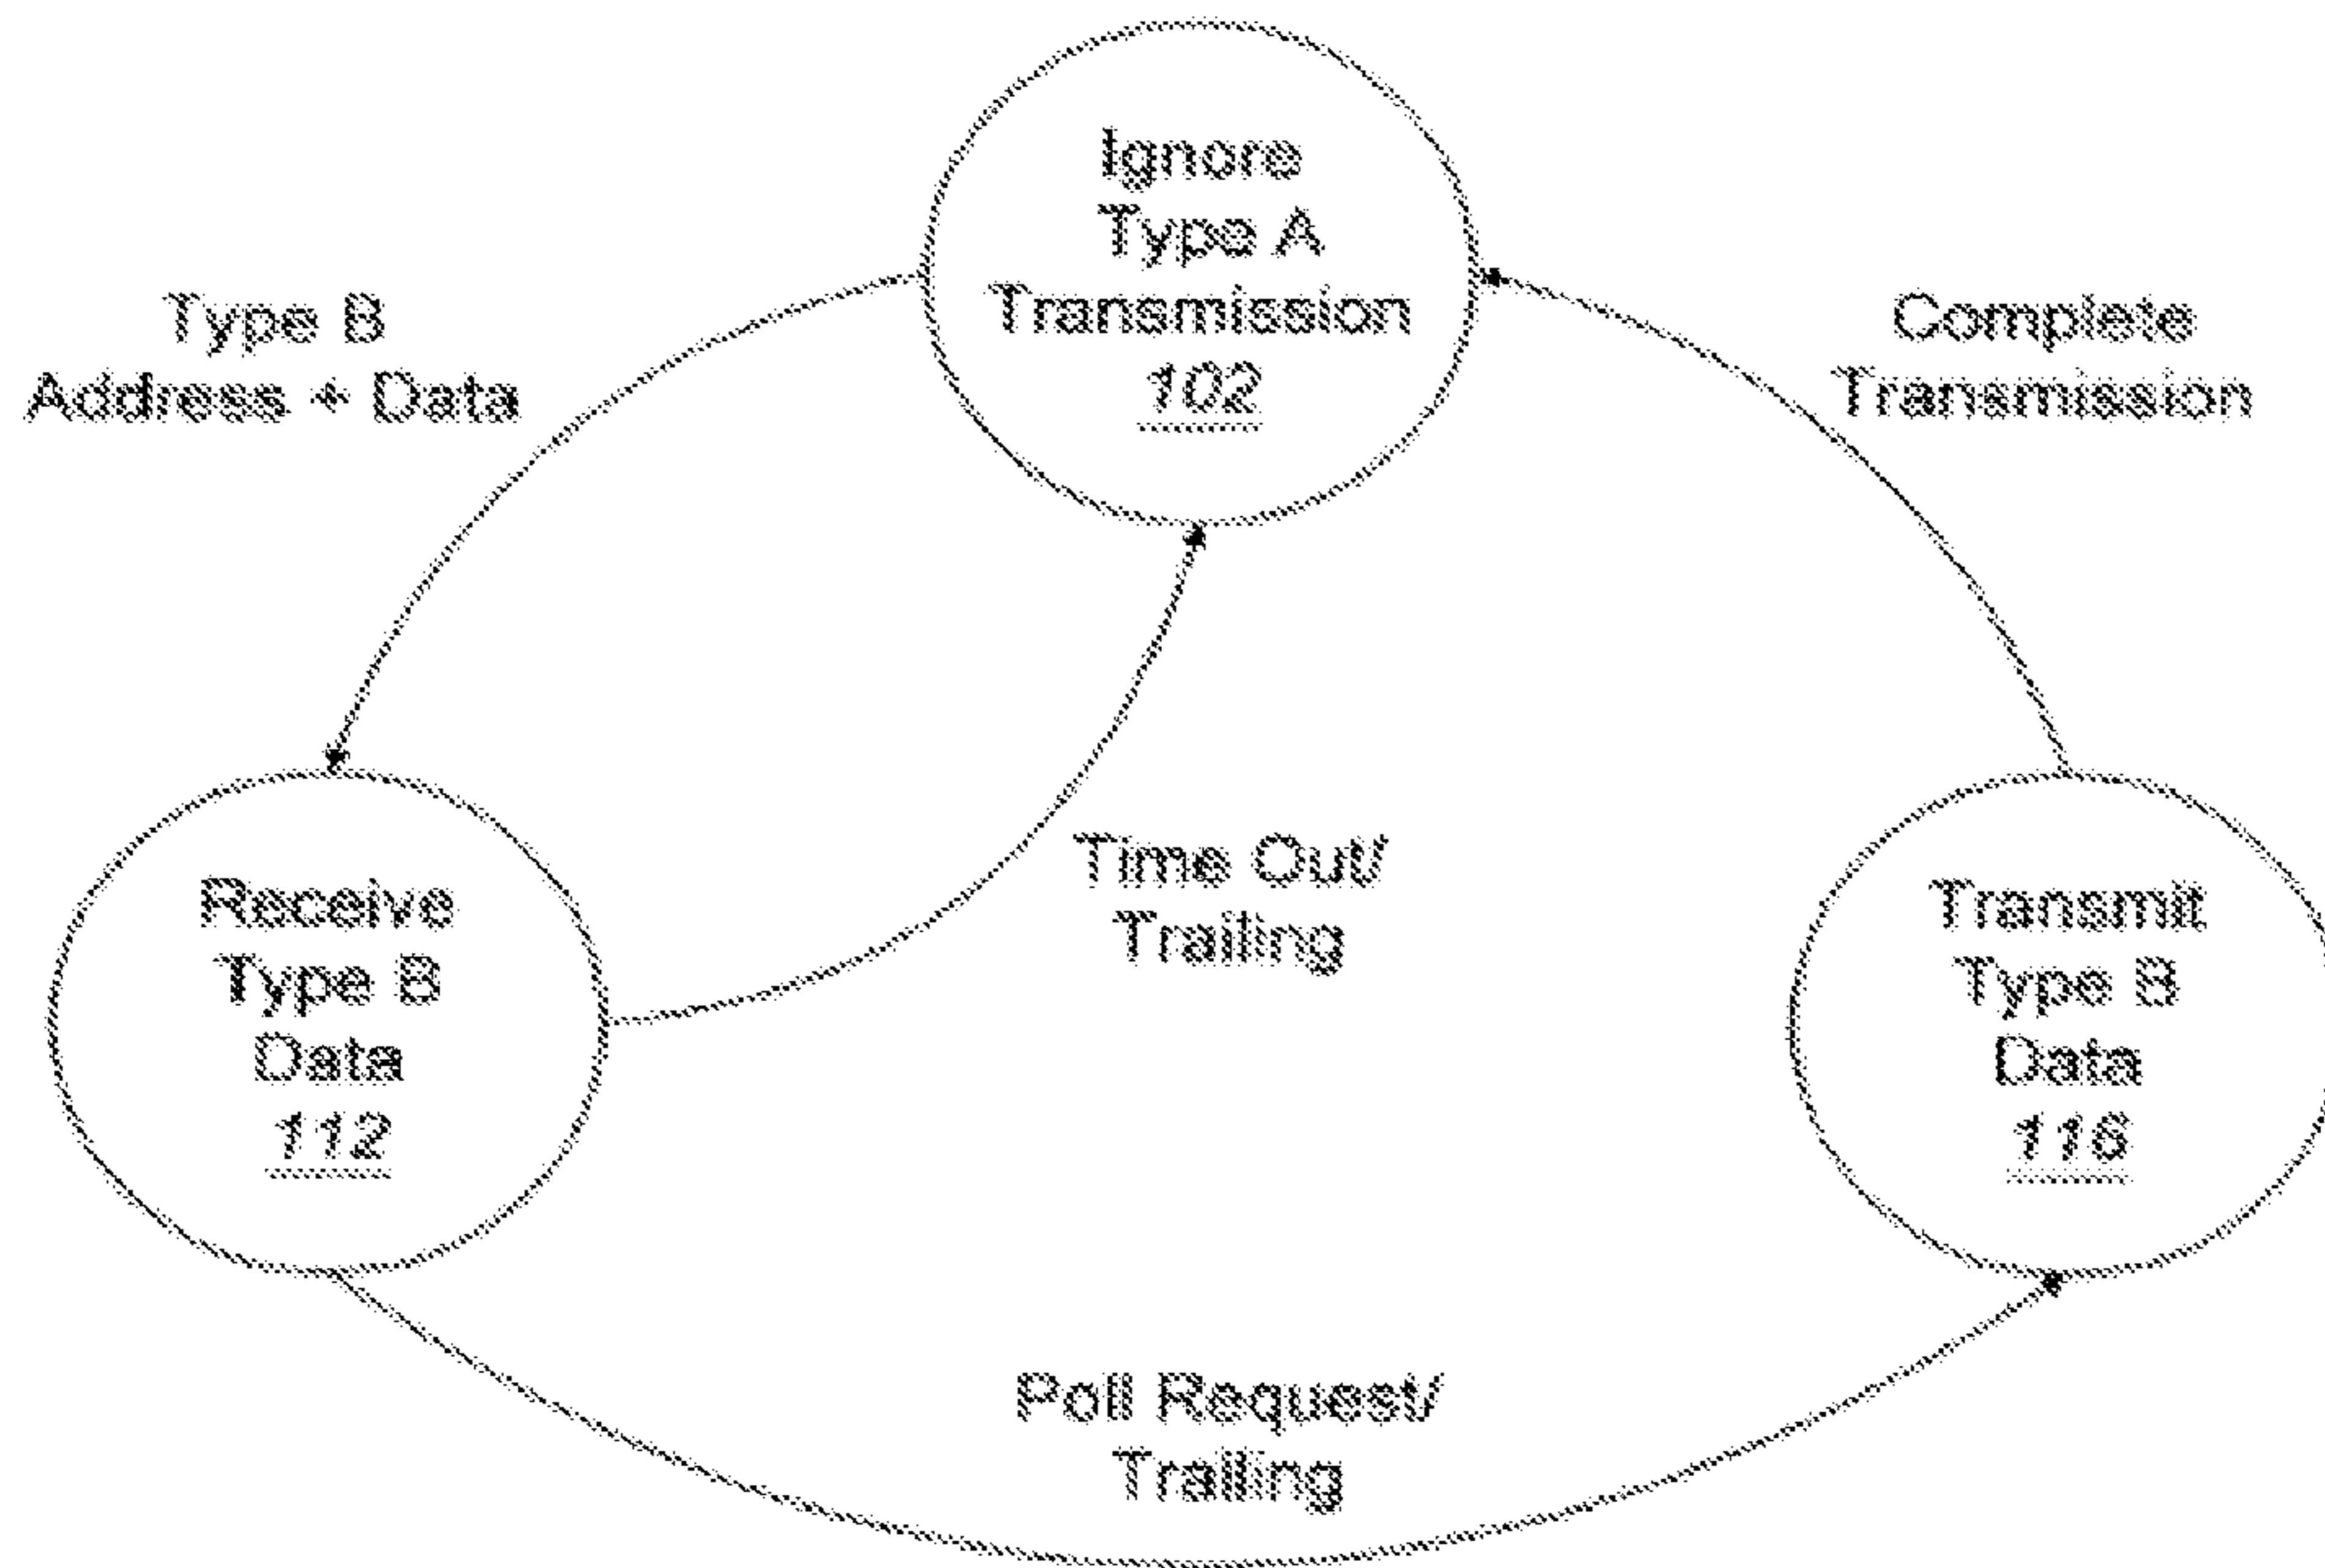 Ignore
Type A
Transmission
102
Type B
Address + Data
Complete
Transmission
Time Out/
Trailing
Receive
Type B
Data
112
Transmit
Type B
Data
116
Poll Request/
Trailing